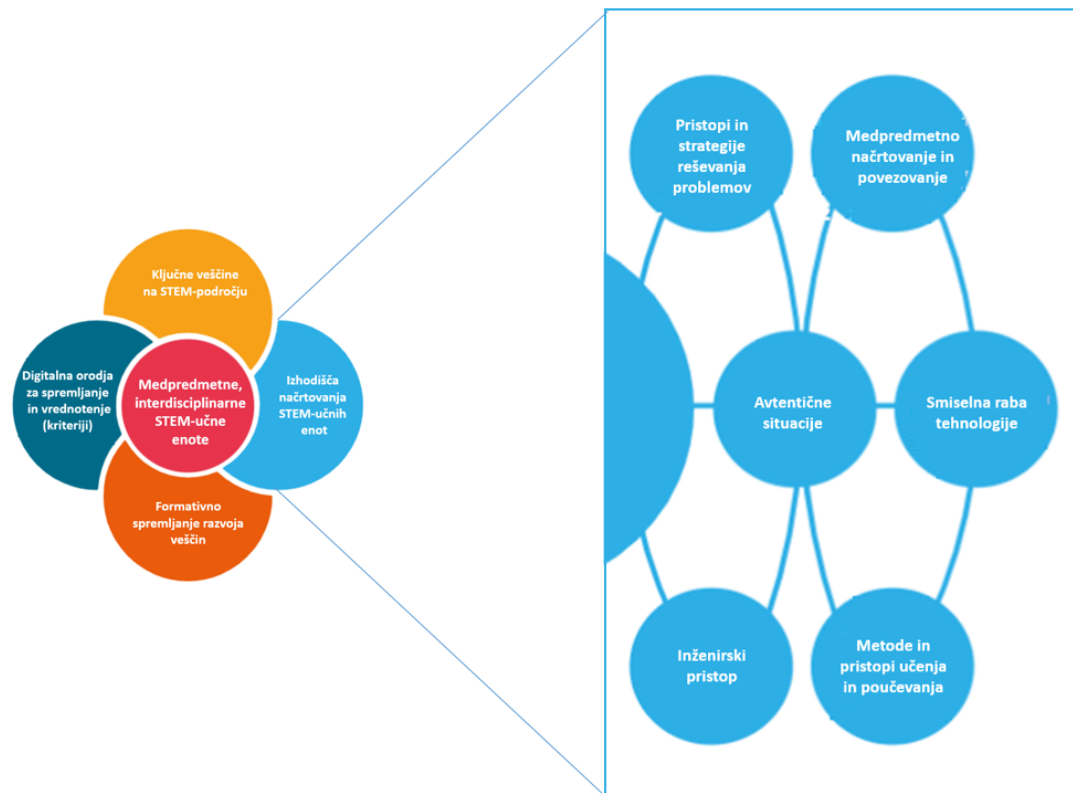 Ključne veščine
na STEM-področju
Digitalna orodja
za spremljanje
in vrednotenje
(kriteriji)
Medpredmetne,
interdisciplinarne
STEM-učne
enote
Izhodišča
načrtovanja
STEM-učnih
enot
Formativno
spremljanje razvoja
veščin
Pristopi in
strategije
reševanja
problemov
Medpredmetno
načrtovanje in
povezovanje
Avtentične
situacije
Smiselna raba
tehnologije
Inženirski
pristop
Metode in
pristopi učenja
in poučevanja